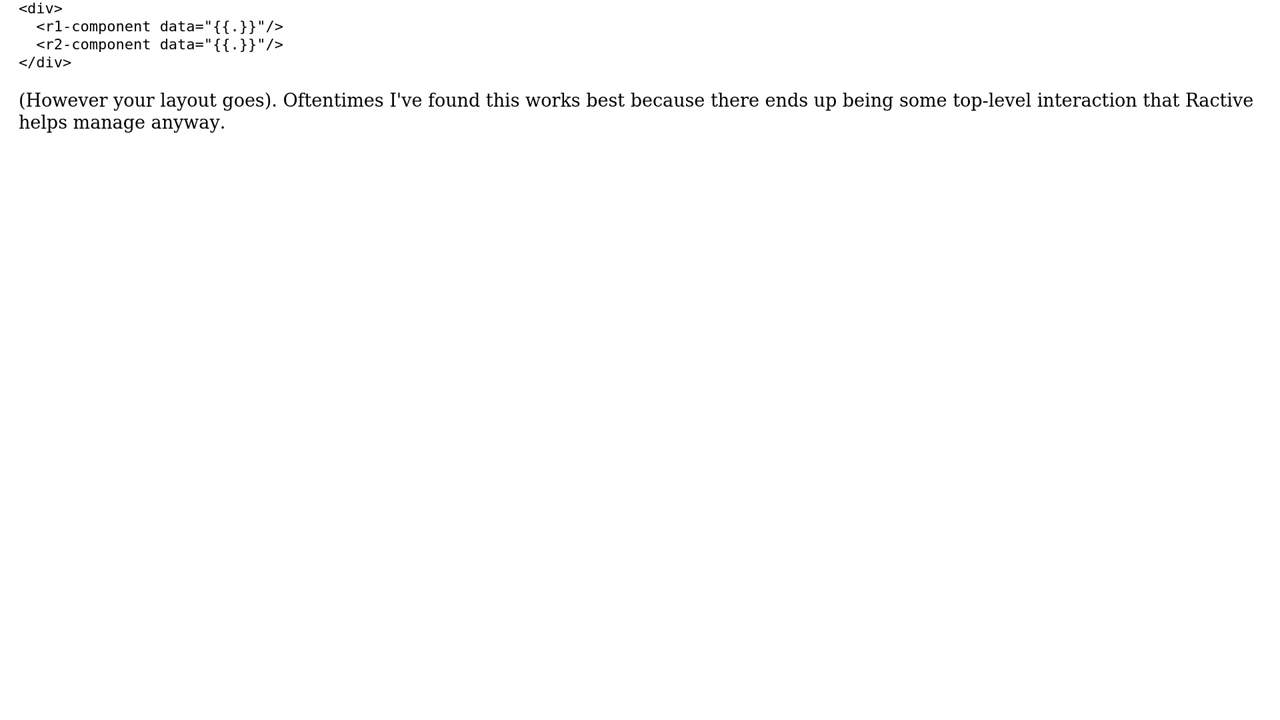 <div>
  <r1-component data="{{.}}"/>
  <r2-component data="{{.}}"/>
</div>
(However your layout goes). Oftentimes I've found this works best because there ends up being some top-level interaction that Ractive
helps manage anyway.